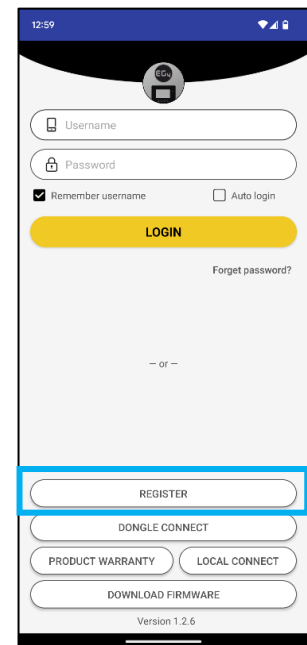 12:59
EG4
Username
Password
Remember username
Auto login
LOGIN
Forget password?
— or —
REGISTER
DONGLE CONNECT
PRODUCT WARRANTY
LOCAL CONNECT
DOWNLOAD FIRMWARE
Version 1.2.6